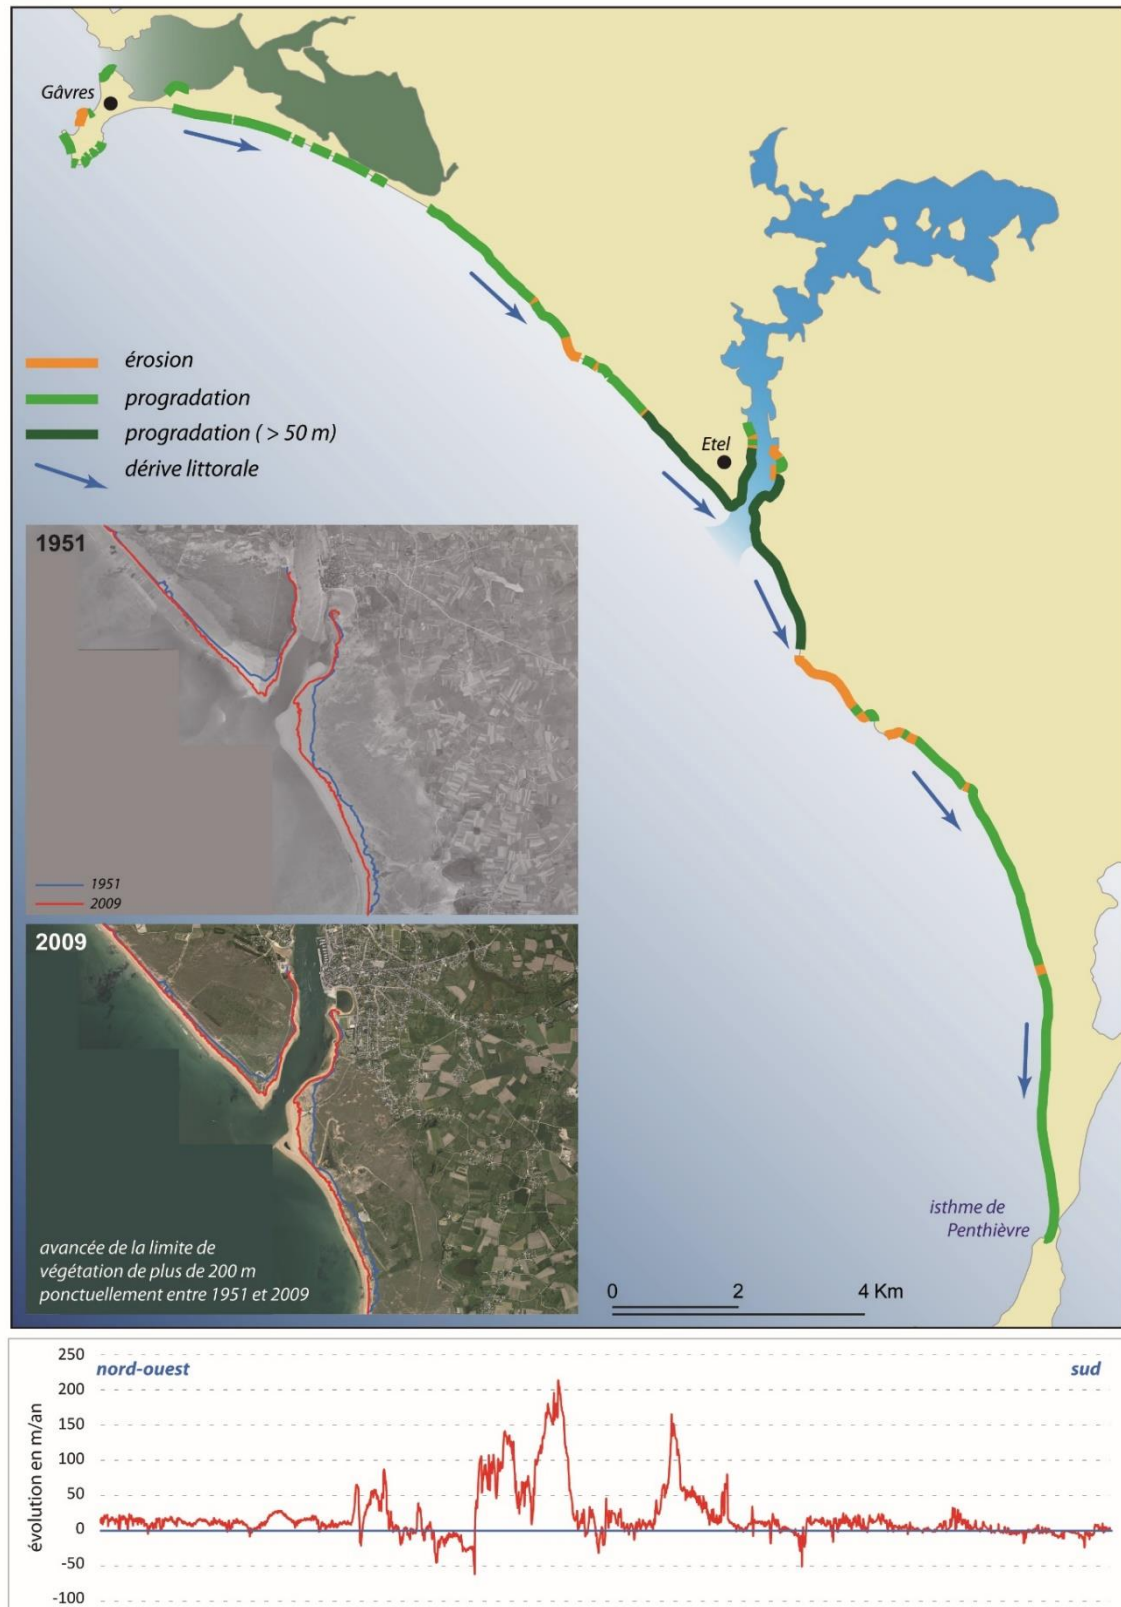 Gâvres
érosion
progradation
progradation ( > 50 m)
dérive littorale
Etel
1951
1951
2009
2009
avancée de la limite de
végétation de plus de 200 m
ponctuellement entre 1951 et 2009
isthme de
Penthièvre
0 2 4 Km
nord-ouest sud
évolution en m/an
250
200
150
100
50
0
-50
-100